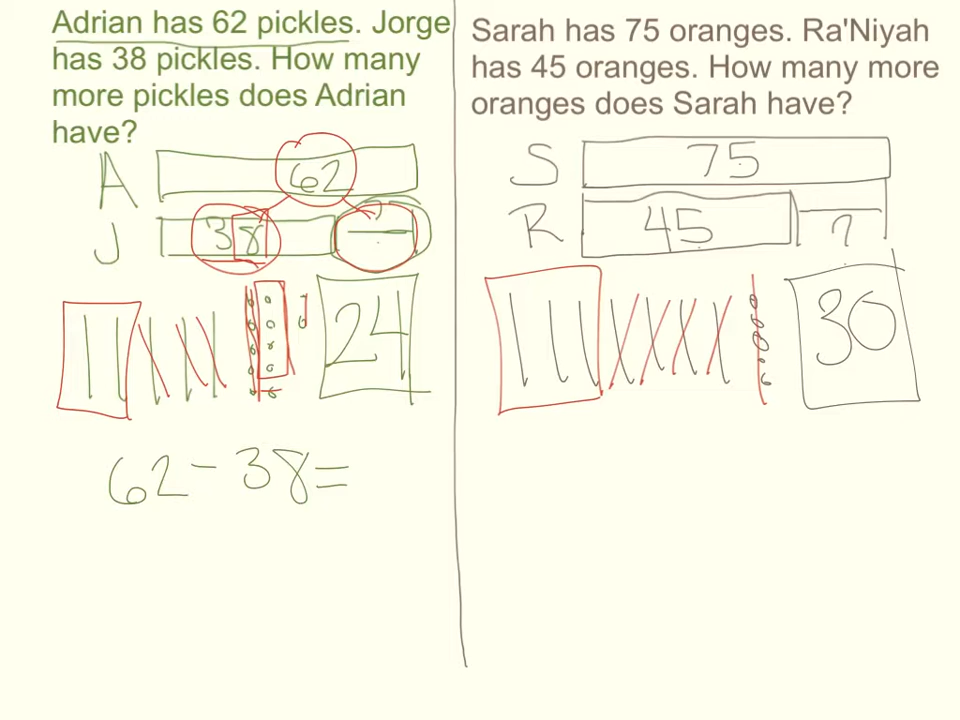 Adrian has 62 pickles. Jorge
has 38 pickles. How many
more pickles does Adrian
have?
A 62
J 38 ?
24
62 - 38 =
Sarah has 75 oranges. Ra'Niyah
has 45 oranges. How many more
oranges does Sarah have?
S 75
R 45 ?
30